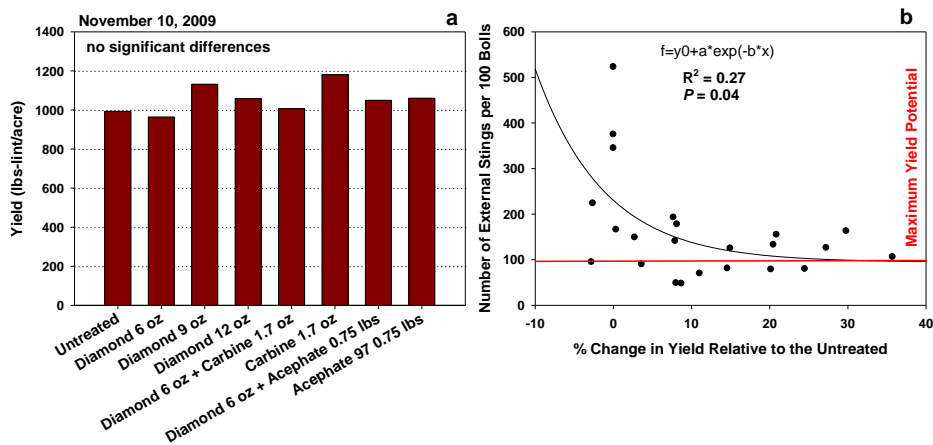 November 10, 2009
a
no significant differences
Yield (lbs-lint/acre)
1400
1200
1000
800
600
400
200
0
Untreated
Diamond 6 oz
Diamond 9 oz
Diamond 12 oz
Diamond 6 oz + Carbine 1.7 oz
Carbine 1.7 oz
Diamond 6 oz + Acephate 0.75 lbs
Acephate 97 0.75 lbs
b
f=y0+a*exp(-b*x)
R² = 0.27
P = 0.04
Number of External Stings per 100 Bolls
600
500
400
300
200
100
0
Maximum Yield Potential
-10 0 10 20 30 40
% Change in Yield Relative to the Untreated